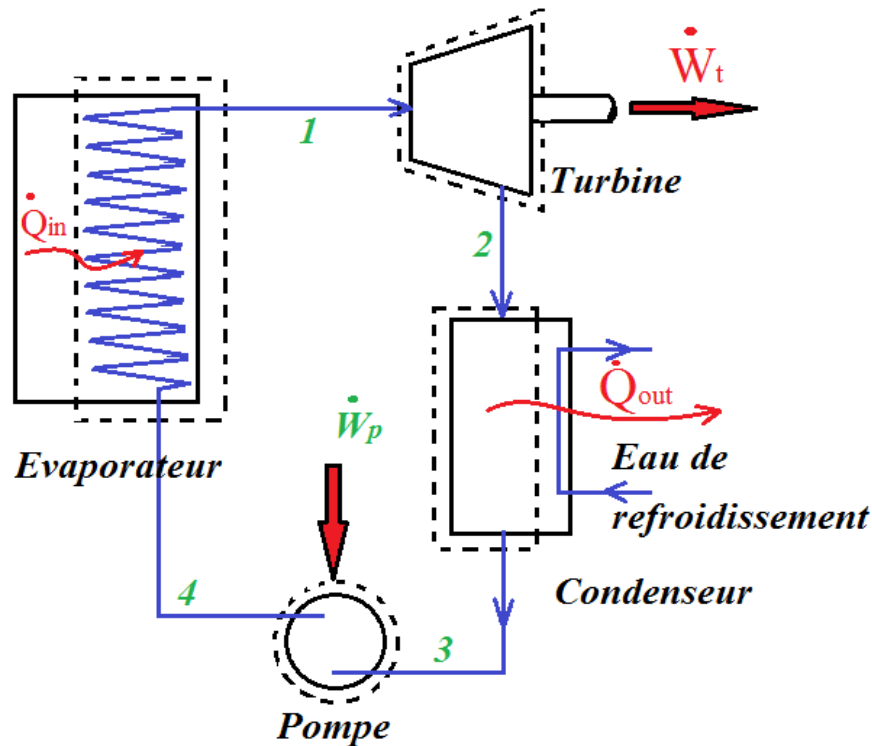 Ẇt
1
Turbine
Q̇in
2
Q̇out
Ẇp
Evaporateur
Eau de
refroidissement
Condenseur
4
3
Pompe